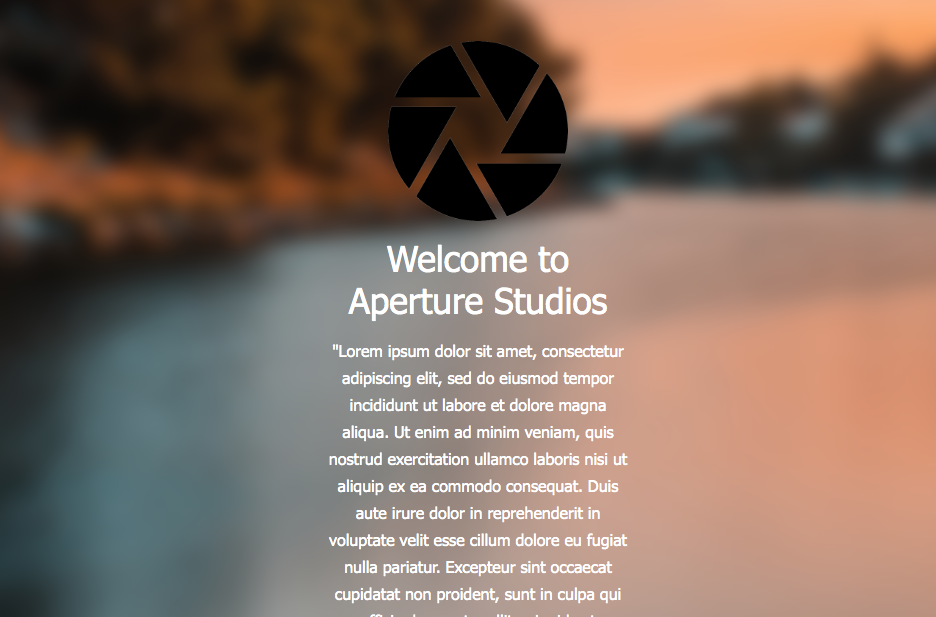 Welcome to
Aperture Studios
"Lorem ipsum dolor sit amet, consectetur
adipiscing elit, sed do eiusmod tempor
incididunt ut labore et dolore magna
aliqua. Ut enim ad minim veniam, quis
nostrud exercitation ullamco laboris nisi ut
aliquip ex ea commodo consequat. Duis
aute irure dolor in reprehenderit in
voluptate velit esse cillum dolore eu fugiat
nulla pariatur. Excepteur sint occaecat
cupidatat non proident, sunt in culpa qui